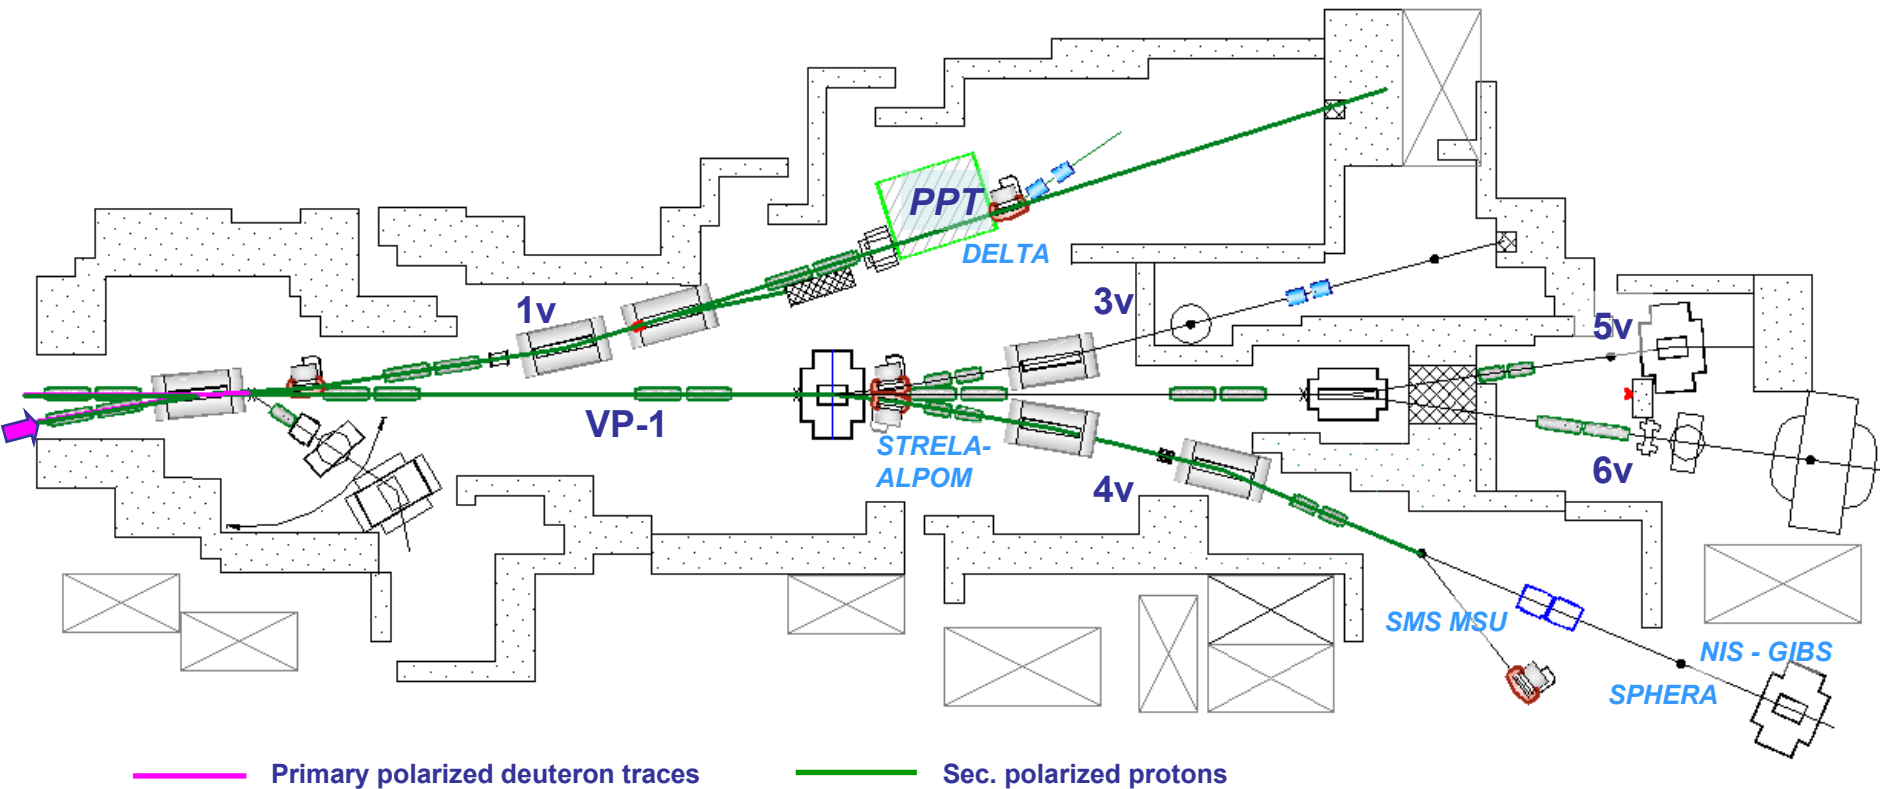 PPT
DELTA
1v
3v
5v
VP-1
STRELA-
ALPOM
4v
6v
SMS MSU
NIS - GIBS
SPHERA
Primary polarized deuteron traces
Sec. polarized protons